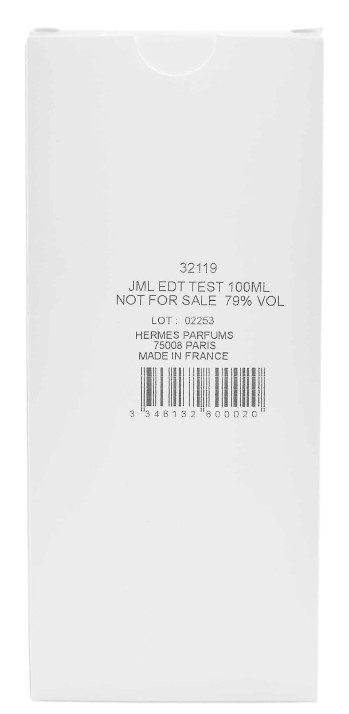 32119
JML EDT TEST 100ML
NOT FOR SALE 79% VOL
LOT : 02253
HERMES PARFUMS
75008 PARIS
MADE IN FRANCE
3 346132 600020